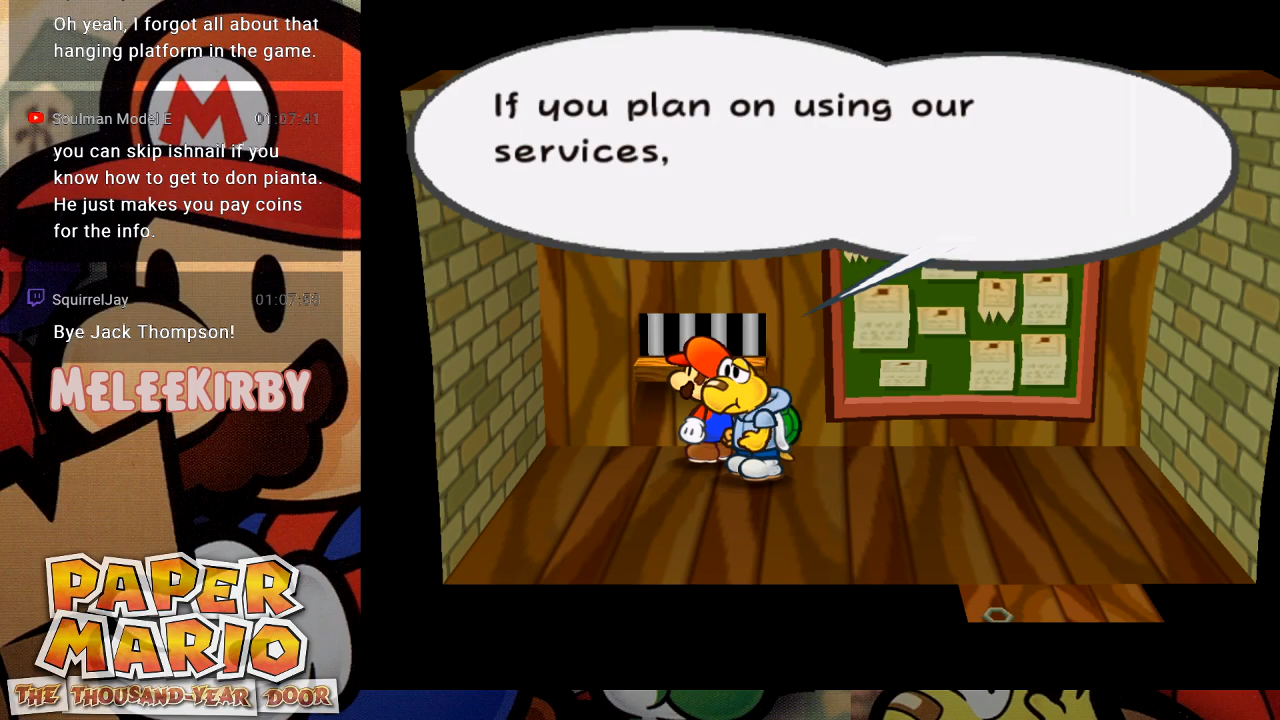 Oh yeah, I forgot all about that
hanging platform in the game.
Soulman Model E 01:07:41
you can skip ishnail if you
know how to get to don pianta.
He just makes you pay coins
for the info.
SquirrelJay
Bye Jack Thompson!
MELEEKIRBY
PAPER
MARIO
THE THOUSAND-YEAR DOOR
M
If you plan on using our
services,